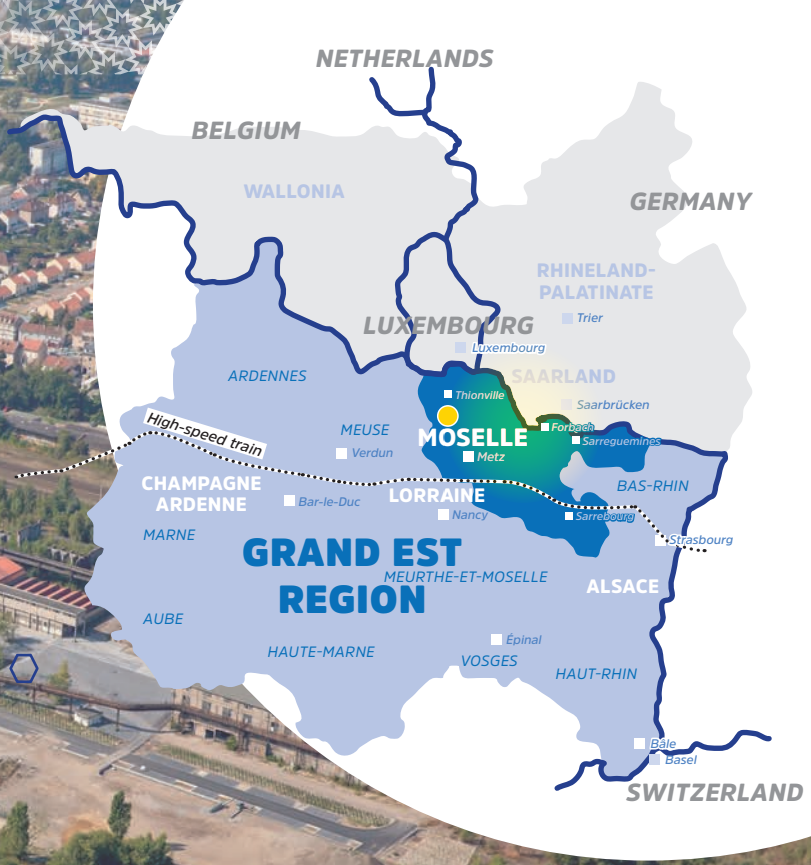 NETHERLANDS
BELGIUM
WALLONIA
GERMANY
RHINELAND-
PALATINATE
Trier
LUXEMBOURG
Luxembourg
SAARLAND
ARDENNES
Thionville
Saarbrücken
High-speed train
MEUSE
MOSELLE
Forbach
Sarreguemines
Verdun
Metz
CHAMPAGNE
ARDENNE
LORRAINE
BAS-RHIN
Bar-le-Duc
Nancy
Sarrebourg
MARNE
Strasbourg
GRAND EST
REGION
MEURTHE-ET-MOSELLE
ALSACE
AUBE
Épinal
HAUTE-MARNE
VOSGES
HAUT-RHIN
Bâle
Basel
SWITZERLAND